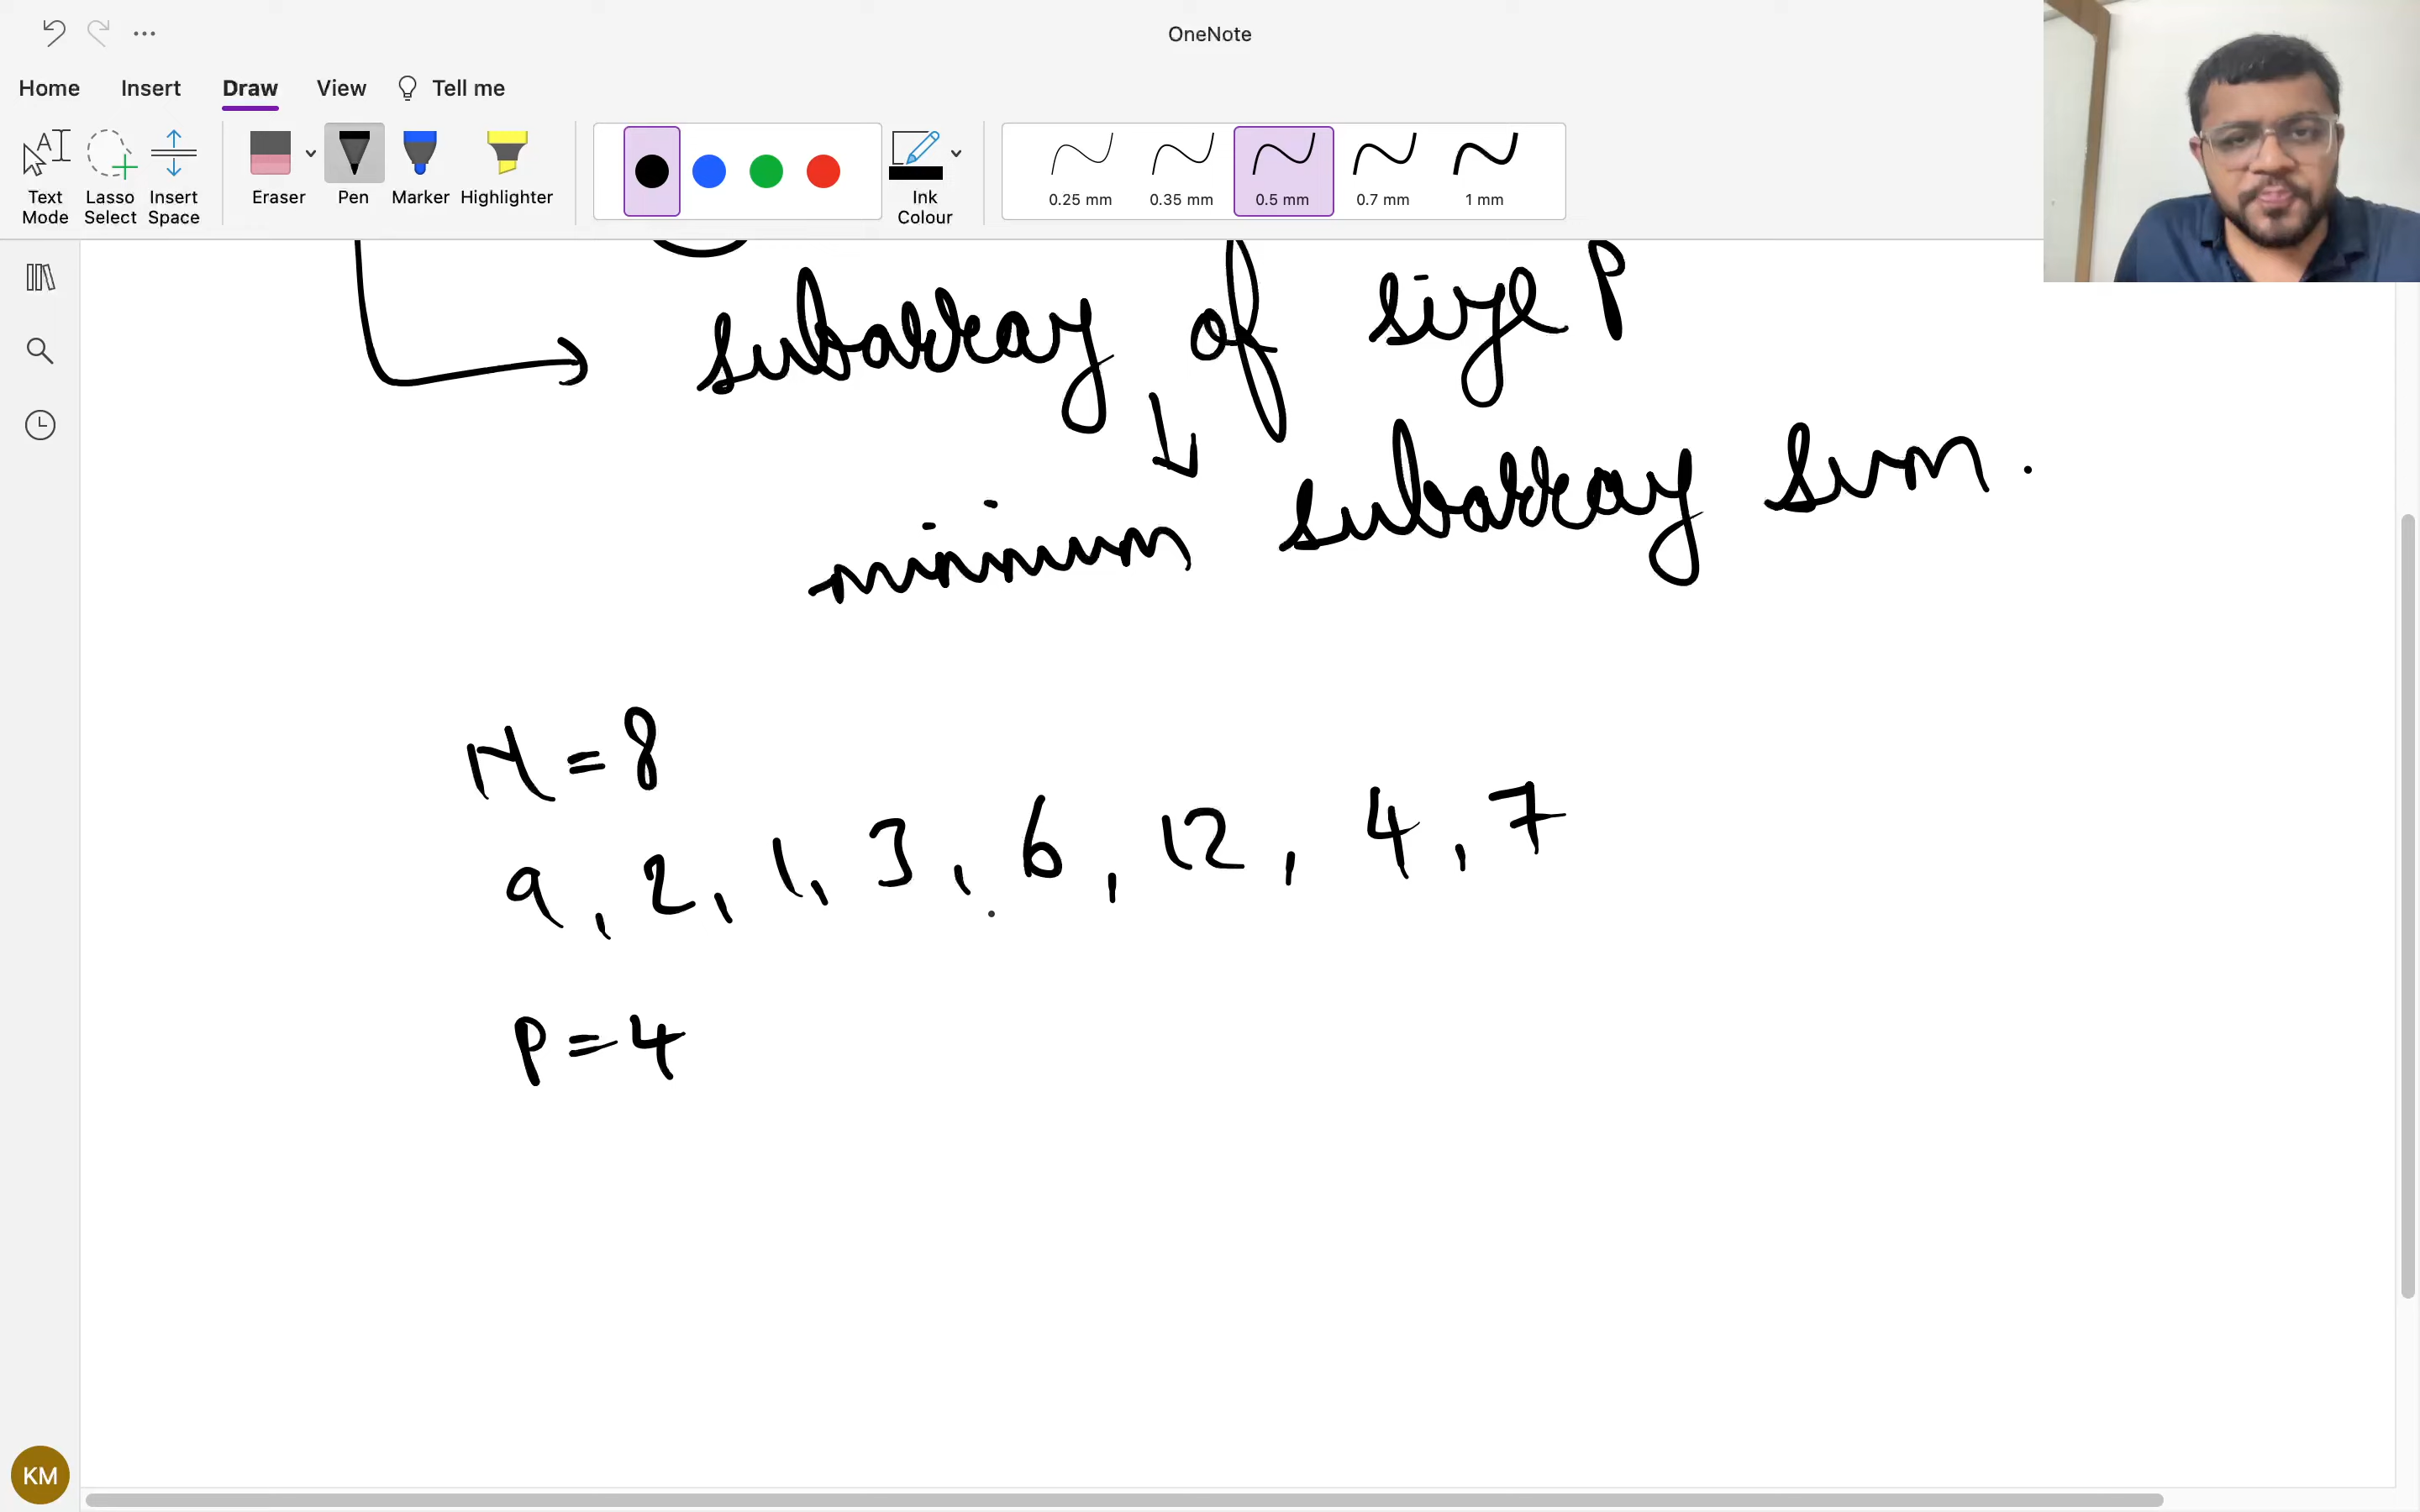 OneNote
Home Insert Draw View Tell me
Text Mode Lasso Select Insert Space Eraser Pen Marker Highlighter Ink Colour 0.25 mm 0.35 mm 0.5 mm 0.7 mm 1 mm
subarray of size P
minimum subarray sum.
N=8
9, 2, 1, 3, 6, 12, 4, 7
P=4
KM